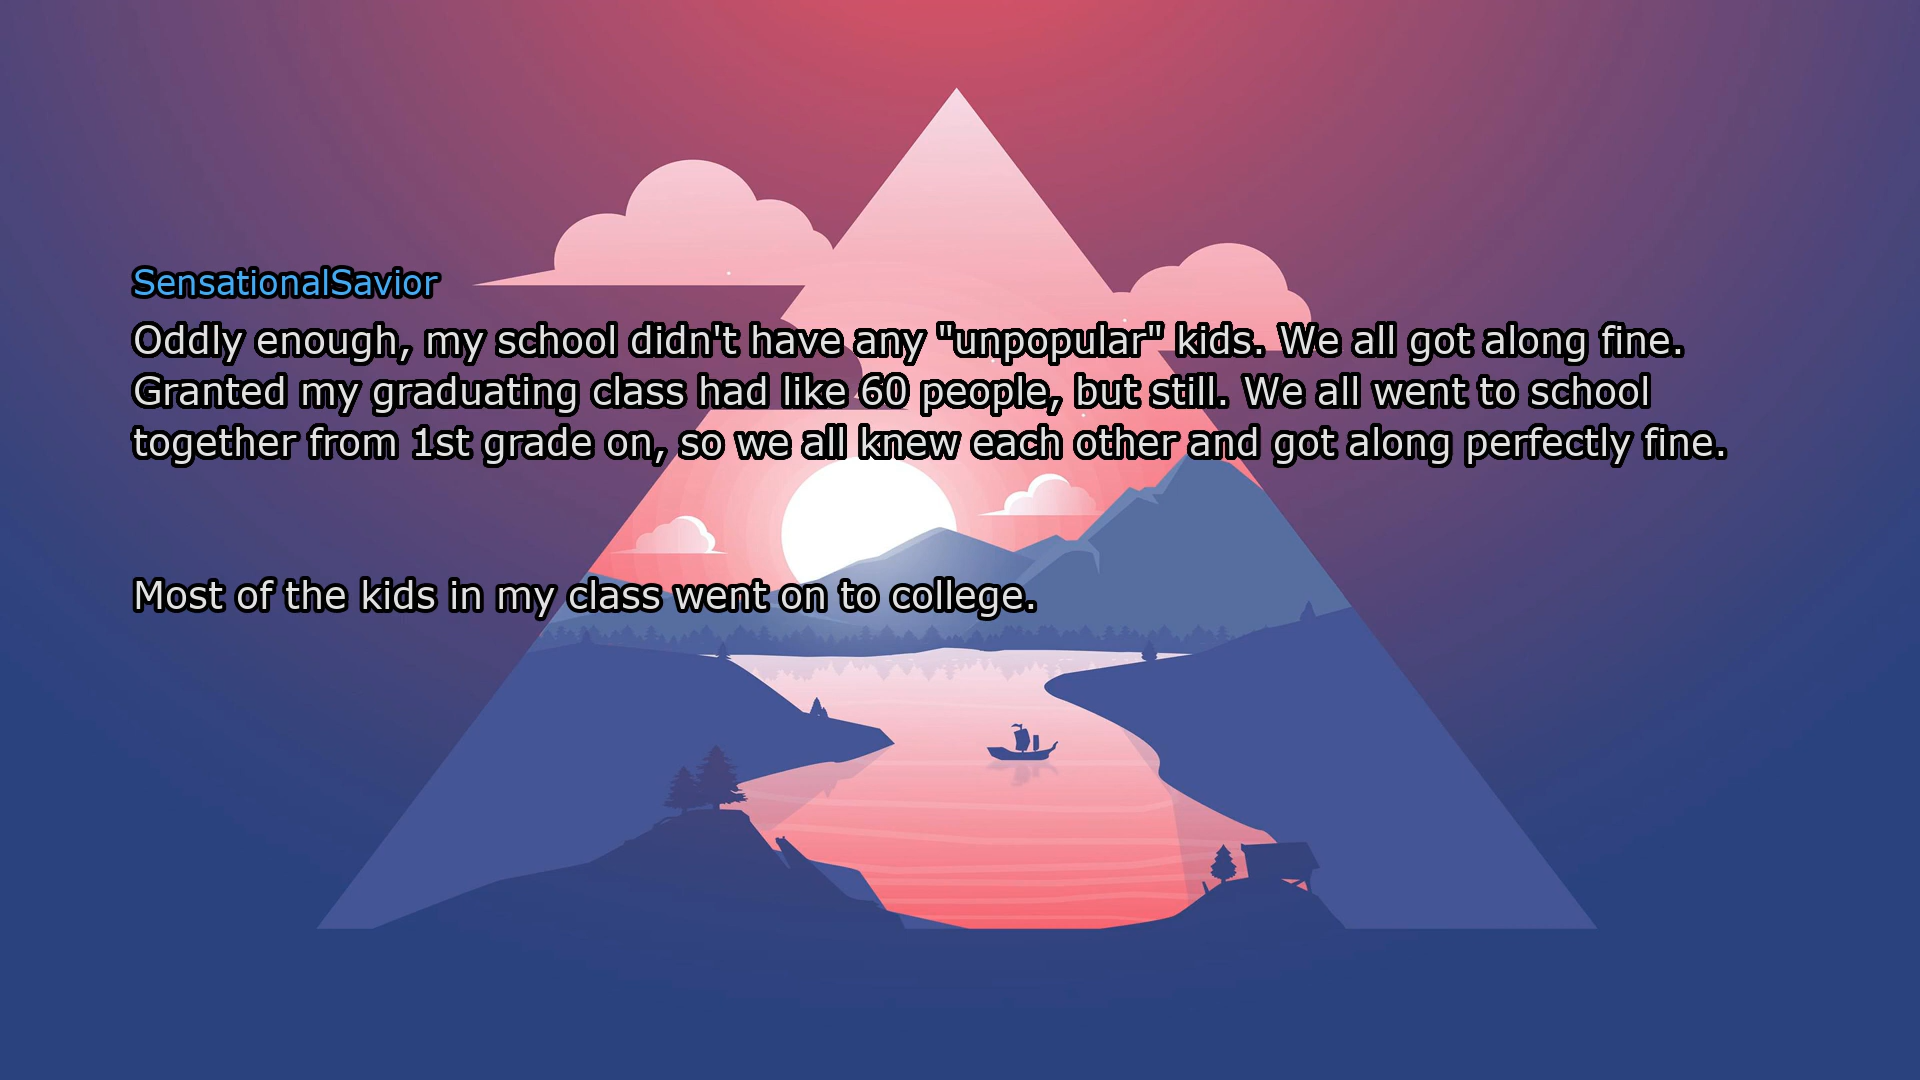 SensationalSavior
Oddly enough, my school didn't have any "unpopular" kids. We all got along fine.
Granted my graduating class had like 60 people, but still. We all went to school
together from 1st grade on, so we all knew each other and got along perfectly fine.
Most of the kids in my class went on to college.